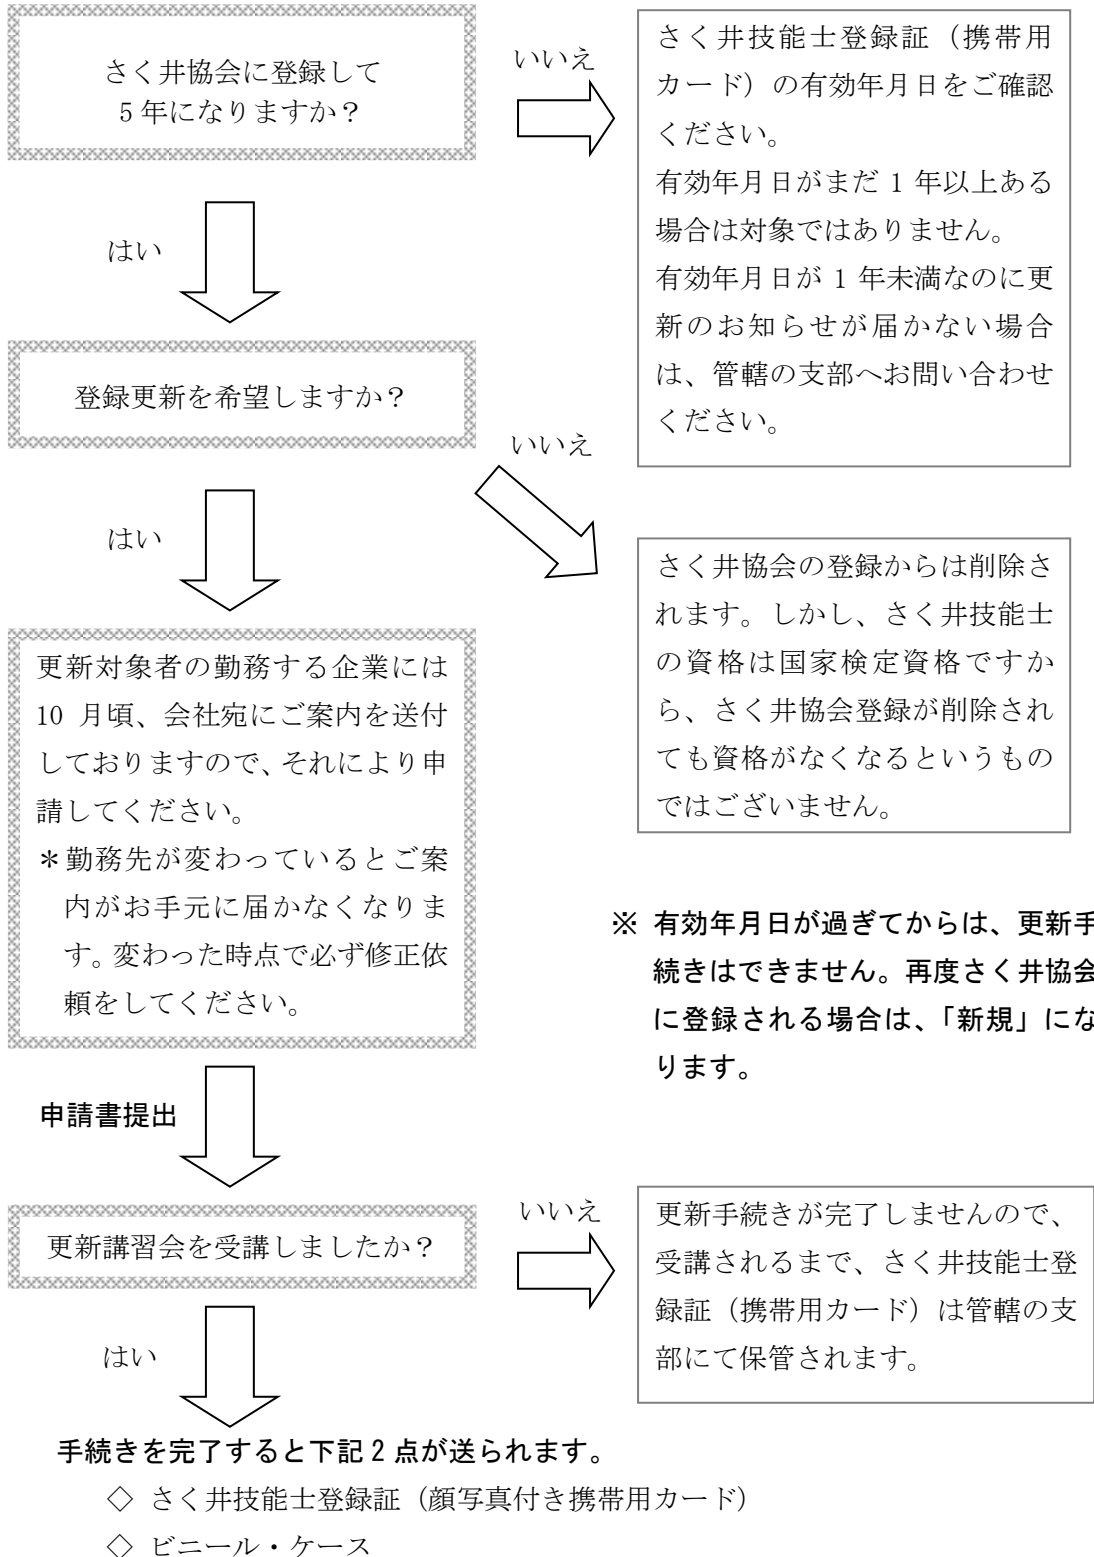 さく井協会に登録して
5年になりますか？
いいえ
さく井技能士登録証（携帯用
カード）の有効年月日をご確認
ください。
有効年月日がまだ 1 年以上ある
場合は対象ではありません。
有効年月日が 1 年未満なのに更
新のお知らせが届かない場合
は、管轄の支部へお問い合わせ
ください。
はい
登録更新を希望しますか？
いいえ
さく井協会の登録からは削除さ
れます。しかし、さく井技能士
の資格は国家検定資格ですか
ら、さく井協会登録が削除され
ても資格がなくなるというもの
ではございません。
はい
更新対象者の勤務する企業には
10 月頃、会社宛にご案内を送付
しておりますので、それにより申
請してください。
＊勤務先が変わっているとご案
内がお手元に届かなくなりま
す。変わった時点で必ず修正依
頼をしてください。
※ 有効年月日が過ぎてからは、更新手
続きはできません。再度さく井協会
に登録される場合は、「新規」にな
ります。
申請書提出
更新講習会を受講しましたか？
いいえ
更新手続きが完了しませんので、
受講されるまで、さく井技能士登
録証（携帯用カード）は管轄の支
部にて保管されます。
はい
手続きを完了すると下記 2 点が送られます。
◇ さく井技能士登録証（顔写真付き携帯用カード）
◇ ビニール・ケース